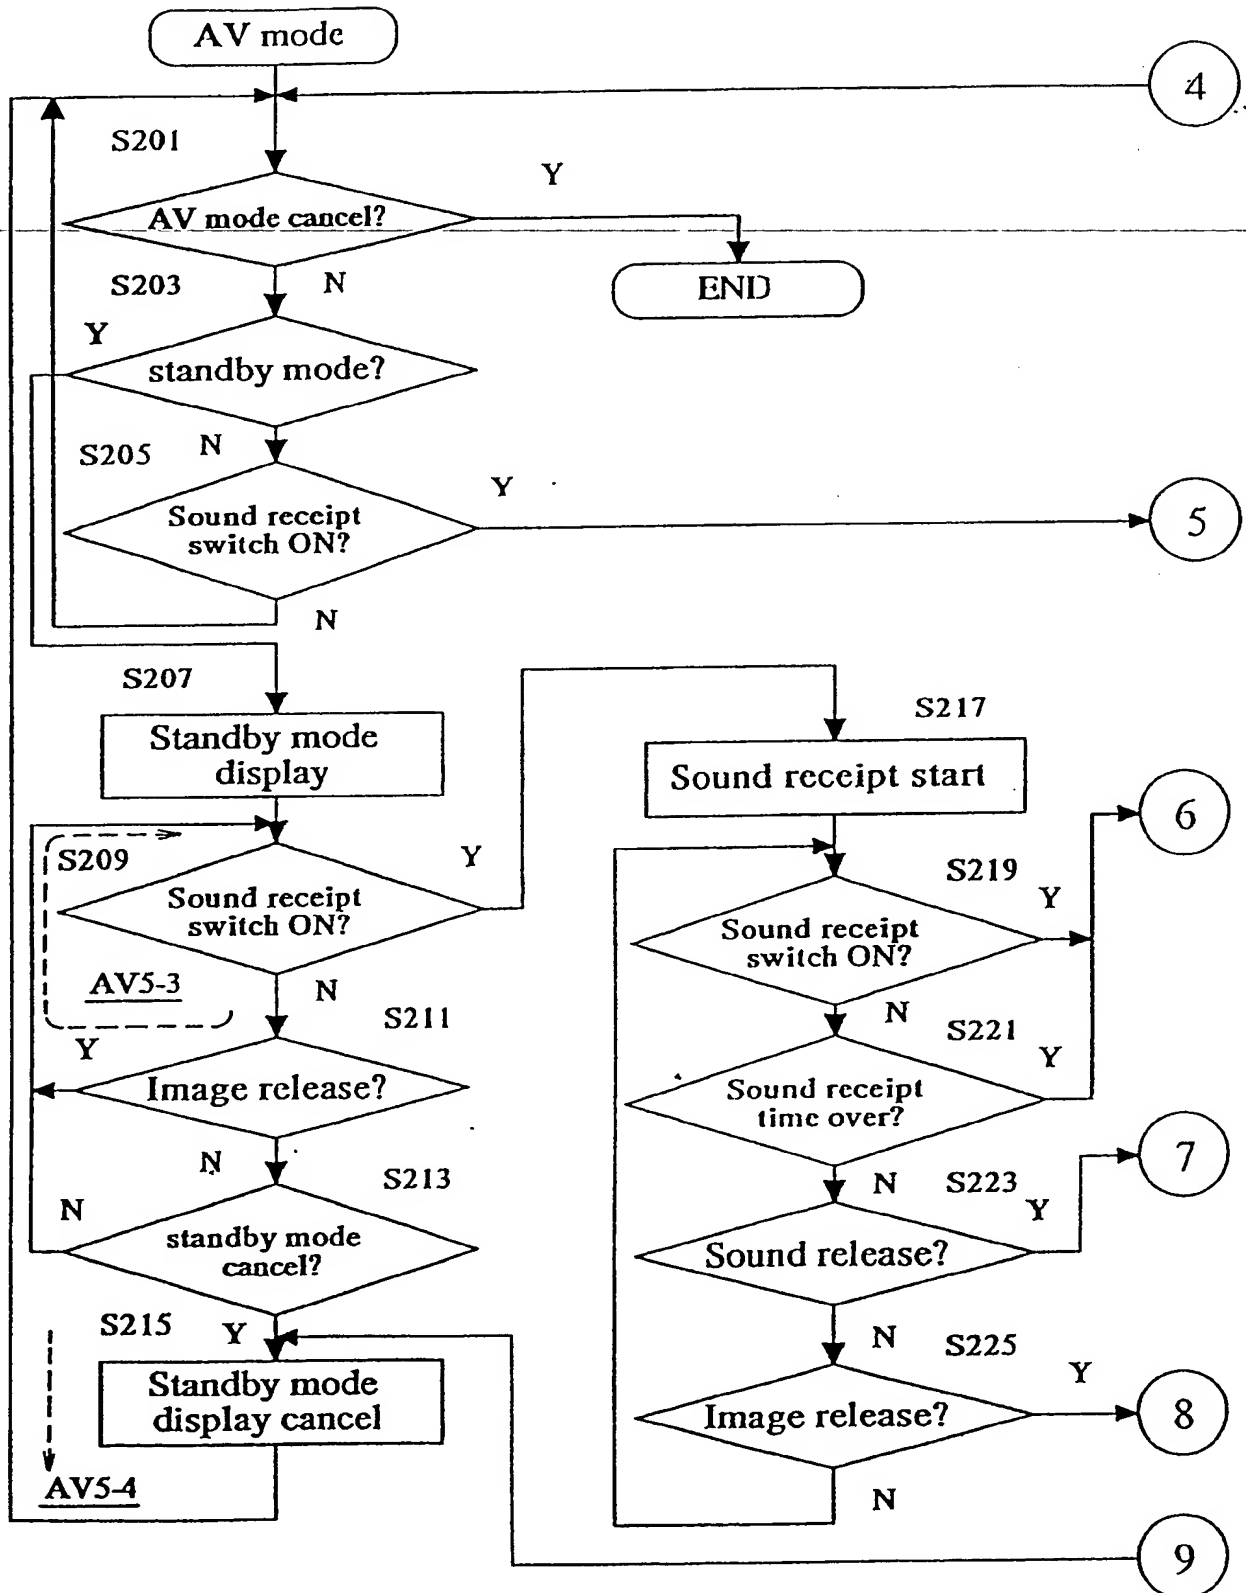 AV mode
4
S201
Y
AV mode cancel?
S203
N
END
Y
standby mode?
S205
N
Y
Sound receipt
switch ON?
5
N
S207
Standby mode
display
S217
Sound receipt start
6
S209
Y
Sound receipt
switch ON?
S219
Y
Sound receipt
switch ON?
AV5-3
N
S211
N
S221
Y
Y
Image release?
Sound receipt
time over?
7
N
S213
N
S223
Y
N
standby mode
cancel?
Sound release?
S215
Y
N
S225
Y
Standby mode
display cancel
Image release?
8
AV5-4
N
9